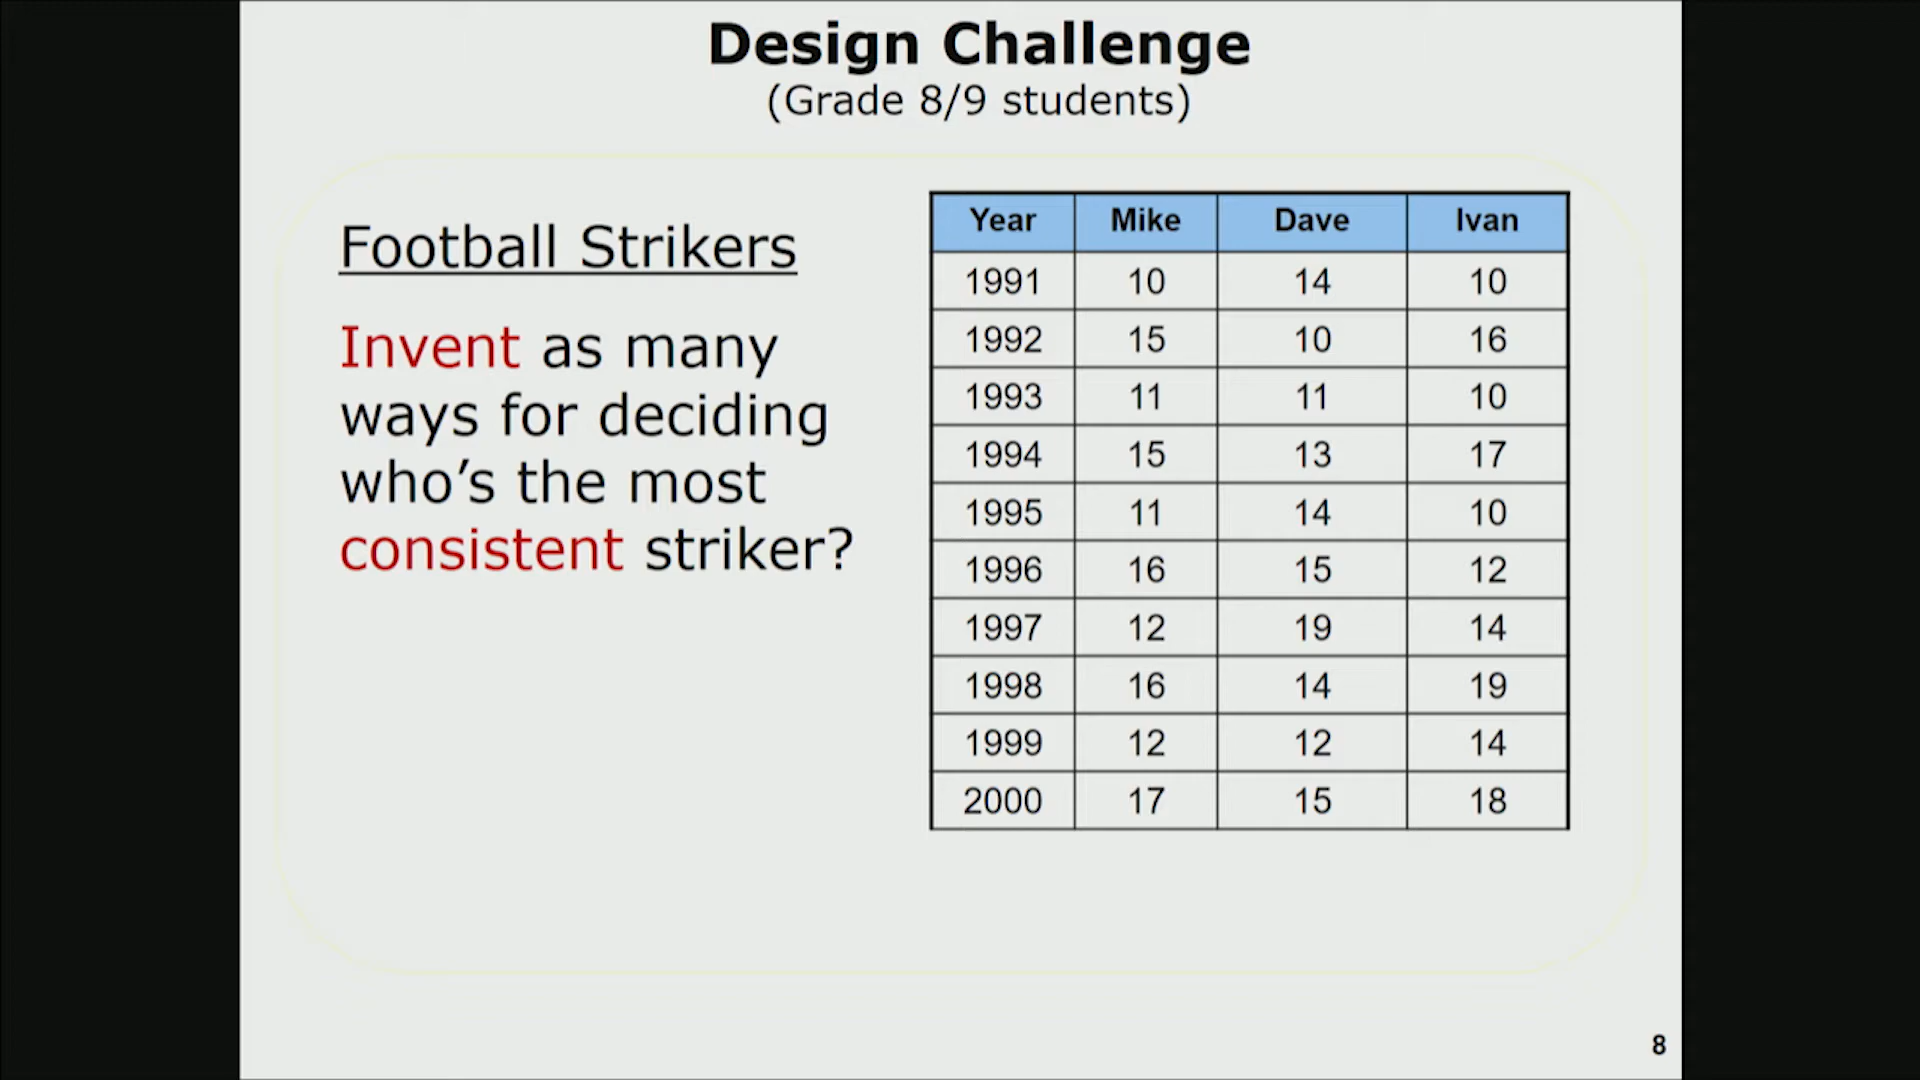 Design Challenge
(Grade 8/9 students)
Football Strikers
Invent as many
ways for deciding
who's the most
consistent striker?
Year Mike Dave Ivan
1991 10 14 10
1992 15 10 16
1993 11 11 10
1994 15 13 17
1995 11 14 10
1996 16 15 12
1997 12 19 14
1998 16 14 19
1999 12 12 14
2000 17 15 18
8